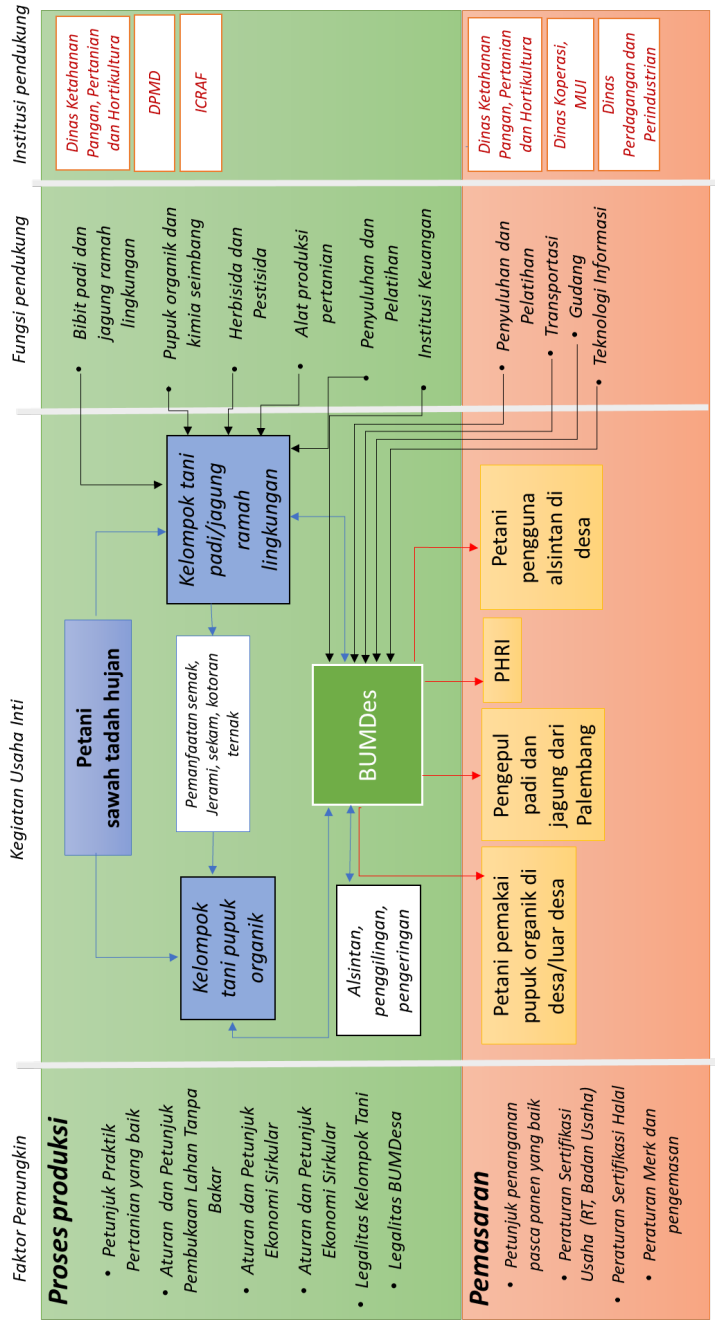 Faktor Pemungkin
Kegiatan Usaha Inti
Fungsi pendukung
Institusi pendukung
Proses produksi
• Petunjuk Praktik
Pertanian yang baik
• Aturan dan Petunjuk
Pembukaan Lahan Tanpa
Bakar
• Aturan dan Petunjuk
Ekonomi Sirkular
• Aturan dan Petunjuk
Ekonomi Sirkular
• Legalitas Kelompok Tani
• Legalitas BUMDesa
Petani
sawah tadah hujan
Kelompok
tani pupuk
organik
Pemanfaatan semak,
Jerami, sekam, kotoran
ternak
Kelompok tani
padi/jagung
ramah
lingkungan
Alsintan,
penggilingan,
pengeringan
BUMDes
• Bibit padi dan
jagung ramah
lingkungan
• Pupuk organik dan
kimia seimbang
• Herbisida dan
Pestisida
• Alat produksi
pertanian
• Penyuluhan dan
Pelatihan
• Institusi Keuangan
Dinas Ketahanan
Pangan, Pertanian
dan Hortikultura
DPMD
ICRAF
Pemasaran
• Petunjuk penanganan
pasca panen yang baik
• Peraturan Sertifikasi
Usaha (RT, Badan Usaha)
• Peraturan Sertifikasi Halal
• Peraturan Merk dan
pengemasan
Petani pemakai
pupuk organik di
desa/luar desa
Pengepul
padi dan
jagung dari
Palembang
PHRI
Petani
pengguna
alsintan di
desa
• Penyuluhan dan
Pelatihan
• Transportasi
• Gudang
• Teknologi Informasi
Dinas Ketahanan
Pangan, Pertanian
dan Hortikultura
Dinas Koperasi,
MUI
Dinas
Perdagangan dan
Perindustrian